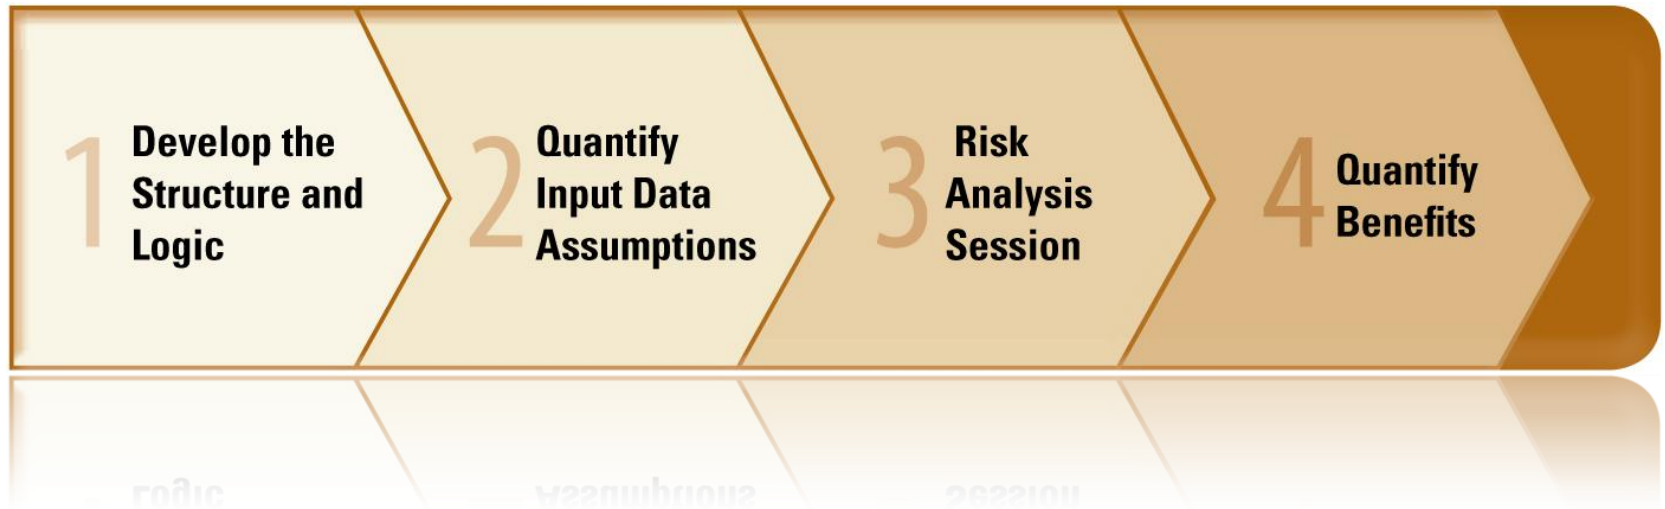 1
Develop the
Structure and
Logic
2
Quantify
Input Data
Assumptions
3
Risk
Analysis
Session
4
Quantify
Benefits